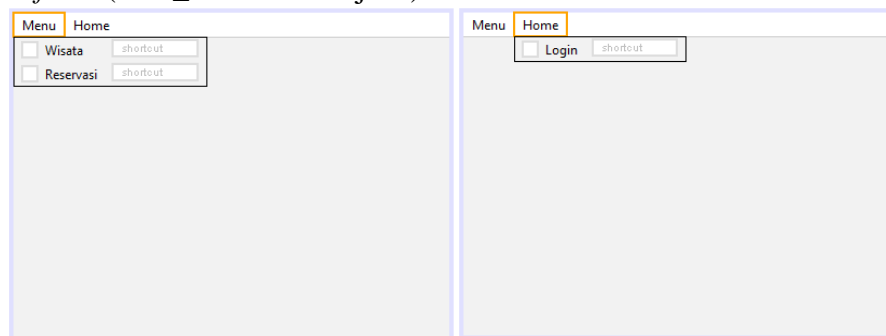 Menu Home
Wisata shortcut
Reservasi shortcut
Menu Home
Login shortcut